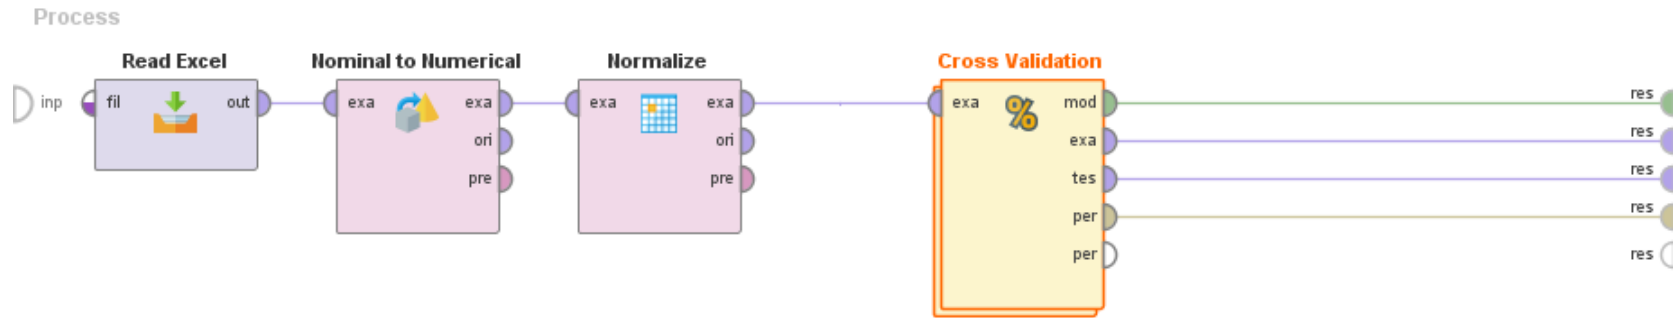 Process
Read Excel
Nominal to Numerical
Normalize
Cross Validation
inp
fil
out
exa
exa
ori
pre
exa
exa
ori
pre
exa
%
mod
exa
tes
per
per
res
res
res
res
res